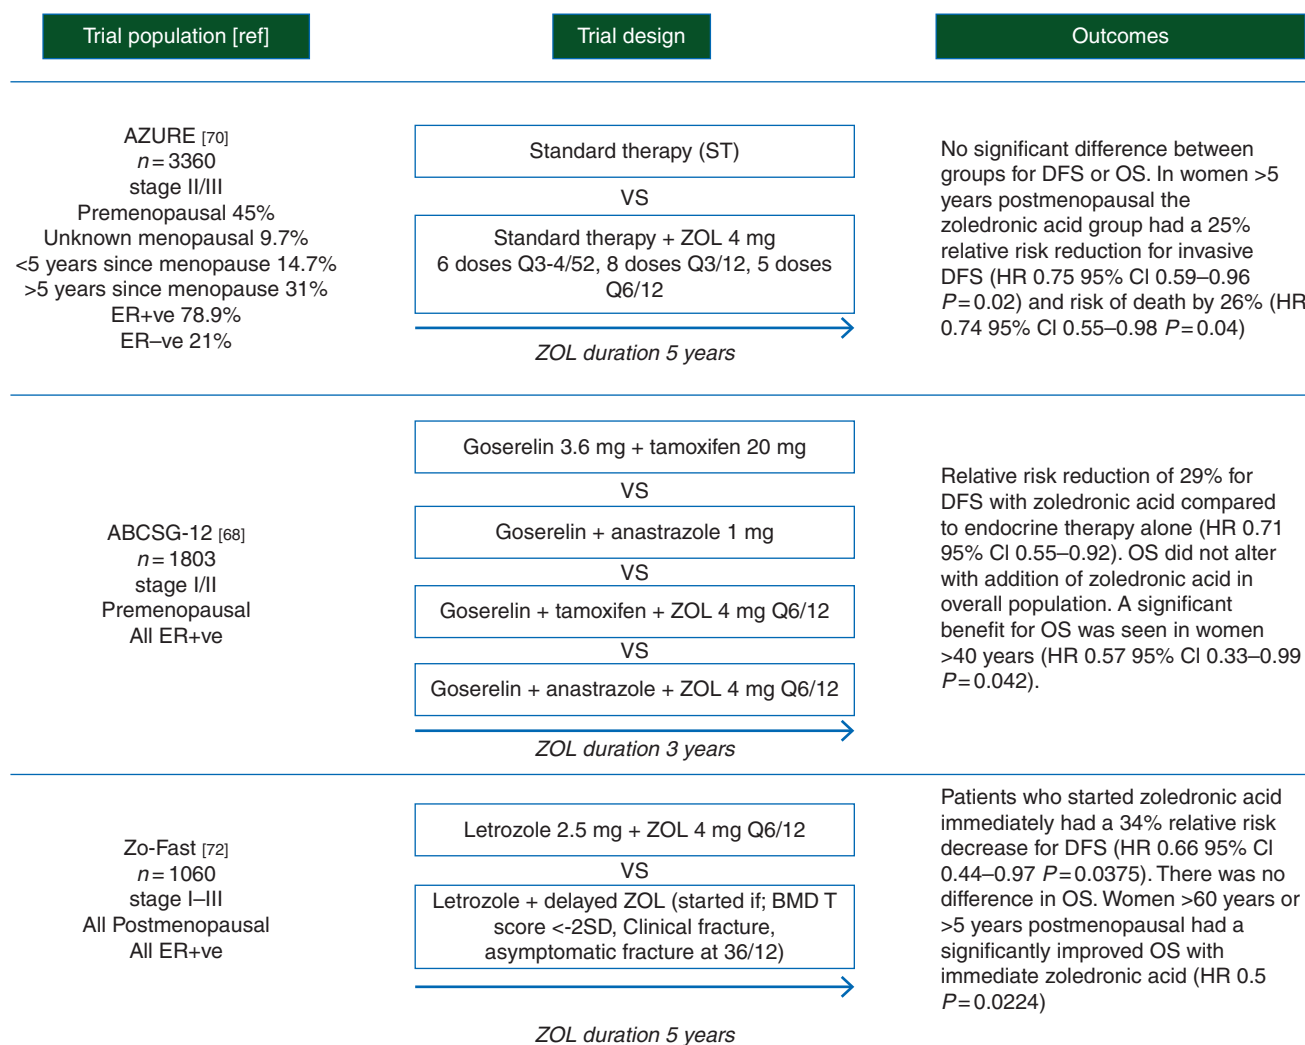 Trial population [ref]
Trial design
Outcomes
AZURE [70]
n = 3360
stage II/III
Premenopausal 45%
Unknown menopausal 9.7%
<5 years since menopause 14.7%
>5 years since menopause 31%
ER+ve 78.9%
ER–ve 21%
Standard therapy (ST)
VS
Standard therapy + ZOL 4 mg
6 doses Q3-4/52, 8 doses Q3/12, 5 doses
Q6/12
ZOL duration 5 years
No significant difference between
groups for DFS or OS. In women >5
years postmenopausal the
zoledronic acid group had a 25%
relative risk reduction for invasive
DFS (HR 0.75 95% CI 0.59–0.96
P = 0.02) and risk of death by 26% (HR
0.74 95% CI 0.55–0.98 P = 0.04)
ABCSG-12 [68]
n = 1803
stage I/II
Premenopausal
All ER+ve
Goserelin 3.6 mg + tamoxifen 20 mg
VS
Goserelin + anastrazole 1 mg
VS
Goserelin + tamoxifen + ZOL 4 mg Q6/12
VS
Goserelin + anastrazole + ZOL 4 mg Q6/12
ZOL duration 3 years
Relative risk reduction of 29% for
DFS with zoledronic acid compared
to endocrine therapy alone (HR 0.71
95% CI 0.55–0.92). OS did not alter
with addition of zoledronic acid in
overall population. A significant
benefit for OS was seen in women
>40 years (HR 0.57 95% CI 0.33–0.99
P = 0.042).
Zo-Fast [72]
n = 1060
stage I–III
All Postmenopausal
All ER+ve
Letrozole 2.5 mg + ZOL 4 mg Q6/12
VS
Letrozole + delayed ZOL (started if; BMD T
score <-2SD, Clinical fracture,
asymptomatic fracture at 36/12)
ZOL duration 5 years
Patients who started zoledronic acid
immediately had a 34% relative risk
decrease for DFS (HR 0.66 95% CI
0.44–0.97 P = 0.0375). There was no
difference in OS. Women >60 years or
>5 years postmenopausal had a
significantly improved OS with
immediate zoledronic acid (HR 0.5
P = 0.0224)